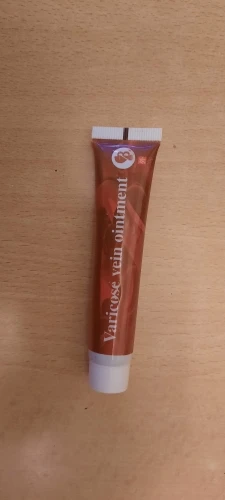 Varicose vein ointment